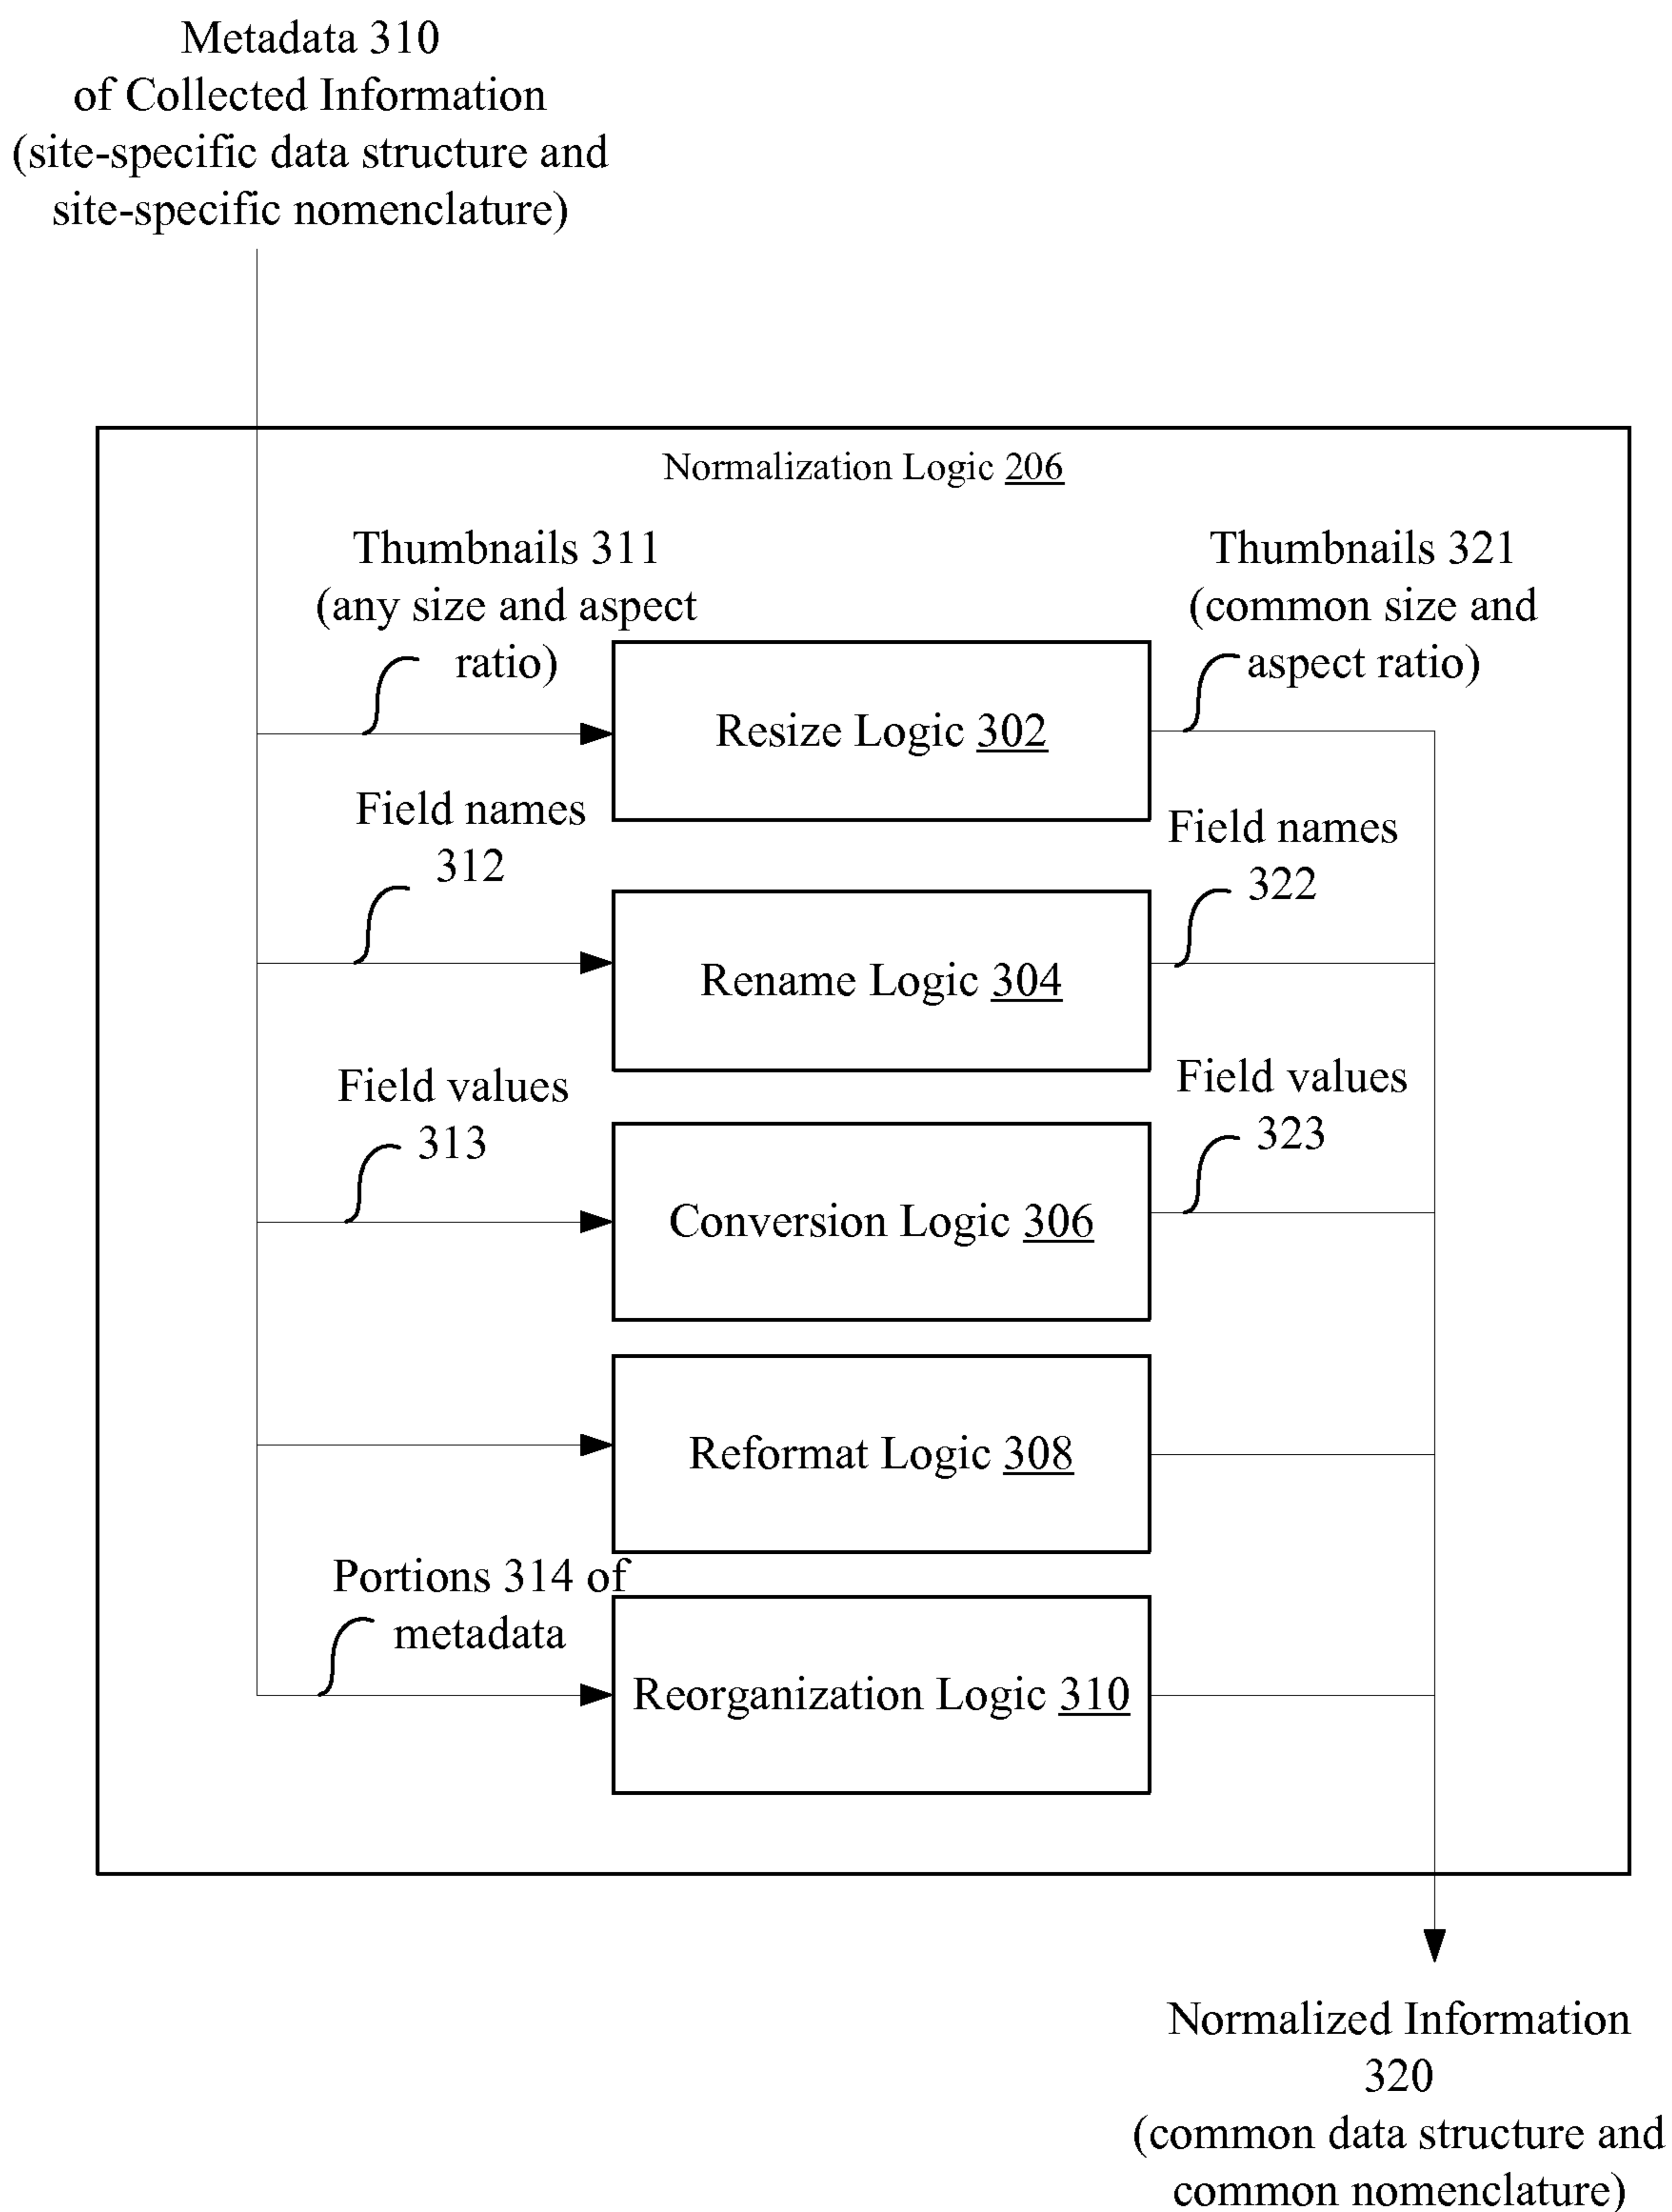 Metadata 310
of Collected Information
(site-specific data structure and
site-specific nomenclature)
Normalization Logic 206
Thumbnails 311
(any size and aspect
ratio)
Thumbnails 321
(common size and
aspect ratio)
Resize Logic 302
Field names
312
Field names
322
Rename Logic 304
Field values
313
Field values
323
Conversion Logic 306
Reformat Logic 308
Portions 314 of
metadata
Reorganization Logic 310
Normalized Information
320
(common data structure and
common nomenclature)